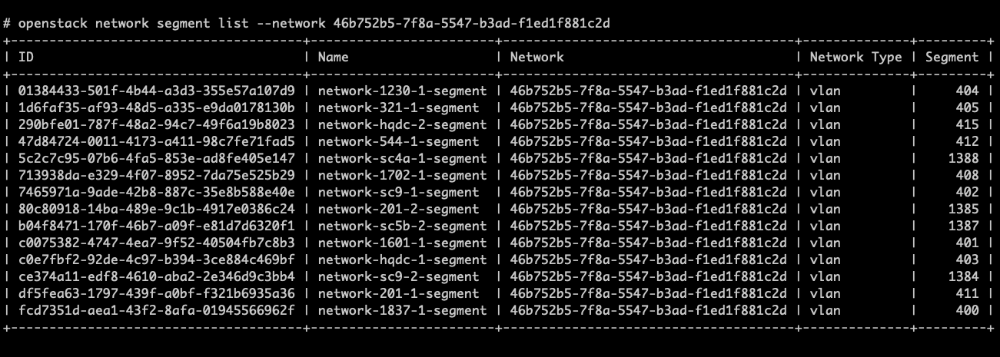 # openstack network segment list --network 46b752b5-7f8a-5547-b3ad-f1ed1f881c2d
+--------------------------------------+------------------------+--------------------------------------+--------------+---------+
| ID                                   | Name                   | Network                              | Network Type | Segment |
+--------------------------------------+------------------------+--------------------------------------+--------------+---------+
| 01384433-501f-4b44-a3d3-355e57a107d9 | network-1230-1-segment | 46b752b5-7f8a-5547-b3ad-f1ed1f881c2d | vlan         |     404 |
| 1d6faf35-af93-48d5-a335-e9da0178130b | network-321-1-segment  | 46b752b5-7f8a-5547-b3ad-f1ed1f881c2d | vlan         |     405 |
| 290bfe01-787f-48a2-94c7-49f6a19b8023 | network-hqdc-2-segment | 46b752b5-7f8a-5547-b3ad-f1ed1f881c2d | vlan         |     415 |
| 47d84724-0011-4173-a411-98c7fe71fad5 | network-544-1-segment  | 46b752b5-7f8a-5547-b3ad-f1ed1f881c2d | vlan         |     412 |
| 5c2c7c95-07b6-4fa5-853e-ad8fe405e147 | network-sc4a-1-segment | 46b752b5-7f8a-5547-b3ad-f1ed1f881c2d | vlan         |    1388 |
| 713938da-e329-4f07-8952-7da75e525b29 | network-1702-1-segment | 46b752b5-7f8a-5547-b3ad-f1ed1f881c2d | vlan         |     408 |
| 7465971a-9ade-42b8-887c-35e8b588e40e | network-sc9-1-segment  | 46b752b5-7f8a-5547-b3ad-f1ed1f881c2d | vlan         |     402 |
| 80c80918-14ba-489e-9c1b-4917e0386c24 | network-201-2-segment  | 46b752b5-7f8a-5547-b3ad-f1ed1f881c2d | vlan         |    1385 |
| b04f8471-170f-46b7-a09f-e81d7d6320f1 | network-sc5b-2-segment | 46b752b5-7f8a-5547-b3ad-f1ed1f881c2d | vlan         |    1387 |
| c0075382-4747-4ea7-9f52-40504fb7c8b3 | network-1601-1-segment | 46b752b5-7f8a-5547-b3ad-f1ed1f881c2d | vlan         |     401 |
| c0e7fbf2-92de-4c97-b394-3ce884c469bf | network-hqdc-1-segment | 46b752b5-7f8a-5547-b3ad-f1ed1f881c2d | vlan         |     403 |
| ce374a11-edf8-4610-aba2-2e346d9c3bb4 | network-sc9-2-segment  | 46b752b5-7f8a-5547-b3ad-f1ed1f881c2d | vlan         |    1384 |
| df5fea63-1797-439f-a0bf-f321b6935a36 | network-201-1-segment  | 46b752b5-7f8a-5547-b3ad-f1ed1f881c2d | vlan         |     411 |
| fcd7351d-aea1-43f2-8afa-01945566962f | network-1837-1-segment | 46b752b5-7f8a-5547-b3ad-f1ed1f881c2d | vlan         |     400 |
+--------------------------------------+------------------------+--------------------------------------+--------------+---------+